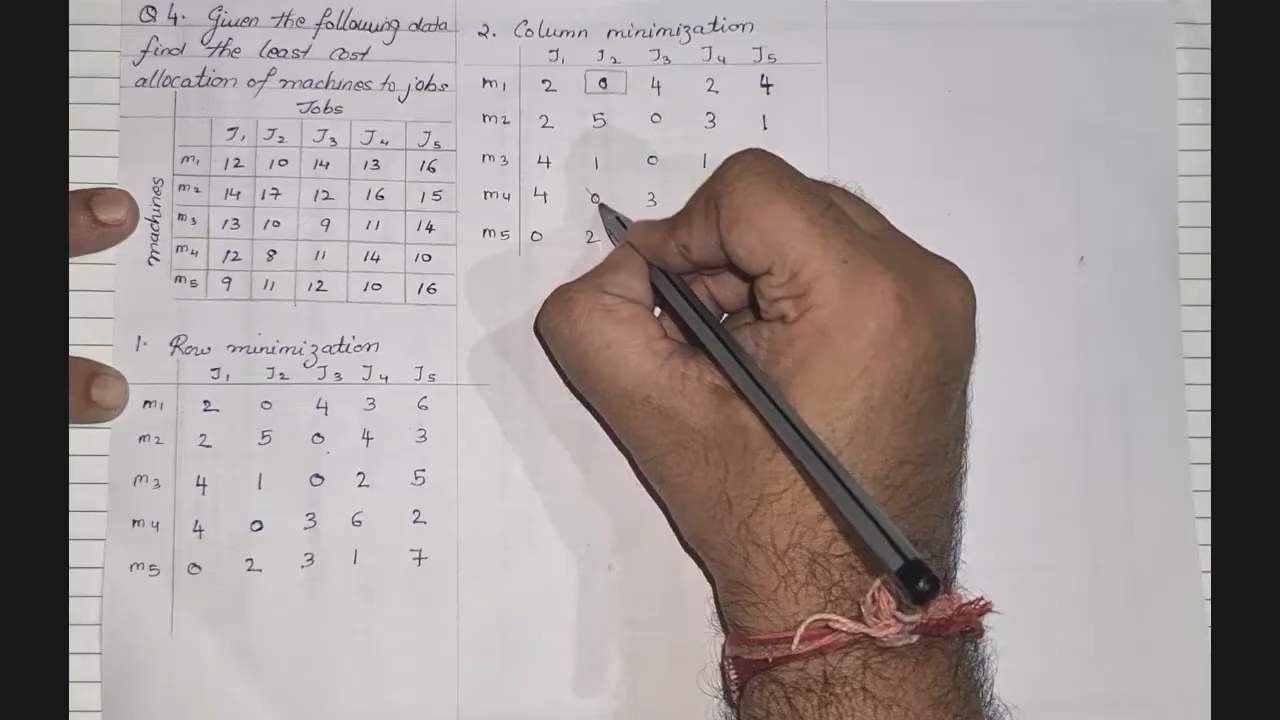 Q 4. Given the following data
find the least cost
allocation of machines to jobs
Jobs
J1 J2 J3 J4 J5
m1 12 10 14 13 16
m2 14 17 12 16 15
m3 13 10 9 11 14
m4 12 8 11 14 10
m5 9 11 12 10 16
machines
1. Row minimization
J1 J2 J3 J4 J5
m1 2 0 4 3 6
m2 2 5 0 4 3
m3 4 1 0 2 5
m4 4 0 3 6 2
m5 0 2 3 1 7
2. Column minimization
J1 J2 J3 J4 J5
m1 2 0 4 2 4
m2 2 5 0 3 1
m3 4 1 0 1
m4 4 0 3
m5 0 2